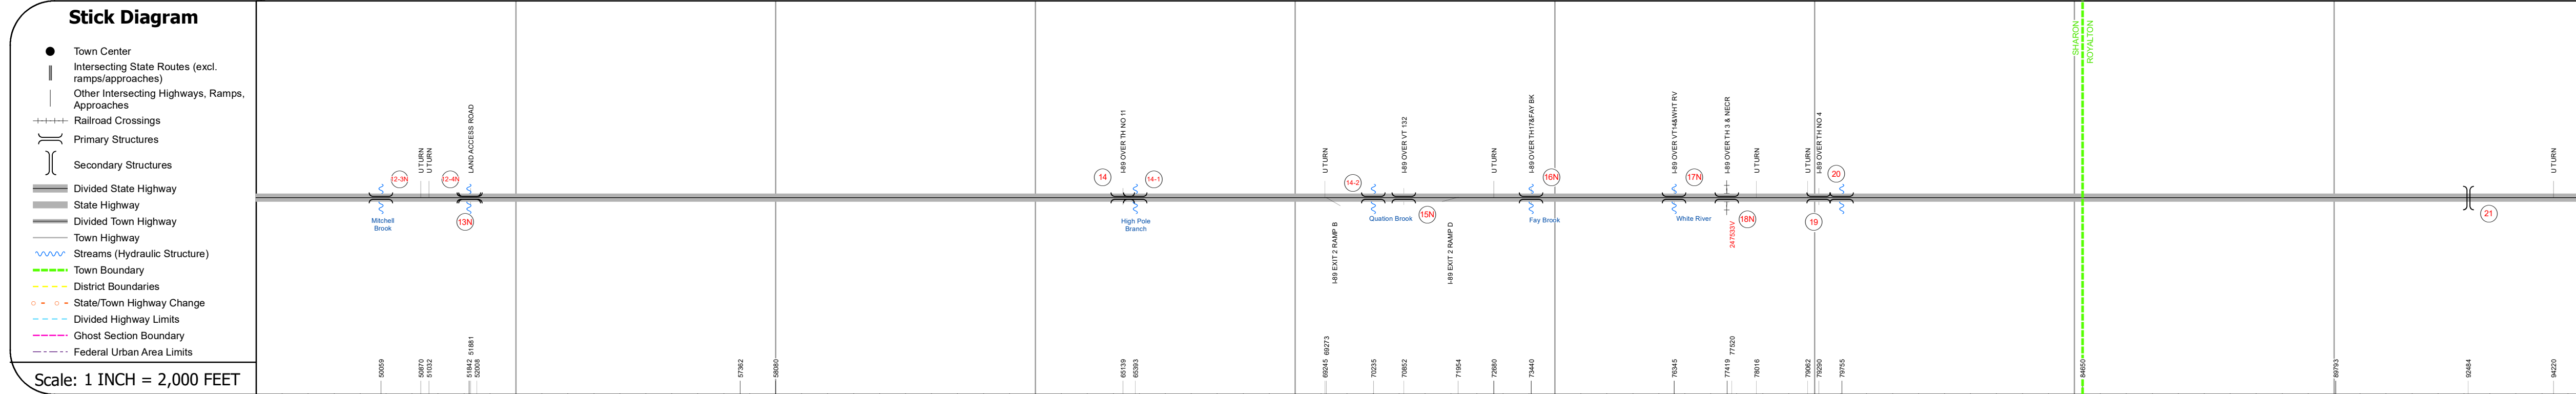 Stick Diagram
Town Center
Intersecting State Routes (excl.
ramps/approaches)
Other Intersecting Highways, Ramps,
Approaches
Railroad Crossings
Primary Structures
Secondary Structures
Divided State Highway
State Highway
Divided Town Highway
Town Highway
Streams (Hydraulic Structure)
Town Boundary
District Boundaries
State/Town Highway Change
Divided Highway Limits
Ghost Section Boundary
Federal Urban Area Limits
Scale: 1 INCH = 2,000 FEET
SHARON
ROYALTON
U TURN
U TURN
LAND ACCESS ROAD
I-89 OVER TH NO 11
U TURN
I-89 OVER VT 132
U TURN
I-89 OVER TH17&FAY BK
I-89 OVER VT14&WHT RV
I-89 OVER TH 3 & NECR
U TURN
U TURN
I-89 OVER TH NO 4
U TURN
12-3N
12-4N
13N
14
14-1
14-2
15N
16N
17N
18N
19
20
21
Mitchell
Brook
High Pole
Branch
Quation Brook
Fay Brook
White River
I-89 EXIT 2 RAMP B
I-89 EXIT 2 RAMP D
247533V
50059
50870
51032
51842
51881
52008
57362
58080
65139
65393
69245
69273
70235
70852
71954
72680
73440
76345
77419
77520
78016
79062
79290
79755
84650
89793
92484
94220